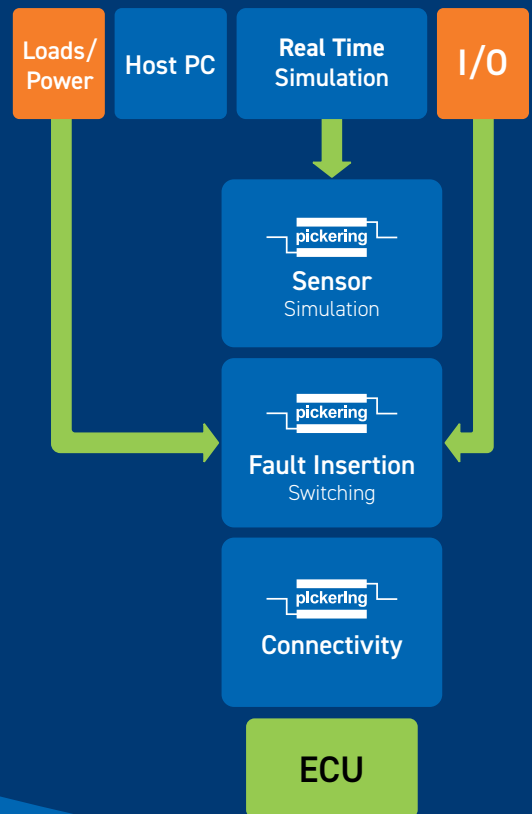 Loads/
Power
Host PC
Real Time
Simulation
I/O
pickering
Sensor
Simulation
pickering
Fault Insertion
Switching
pickering
Connectivity
ECU